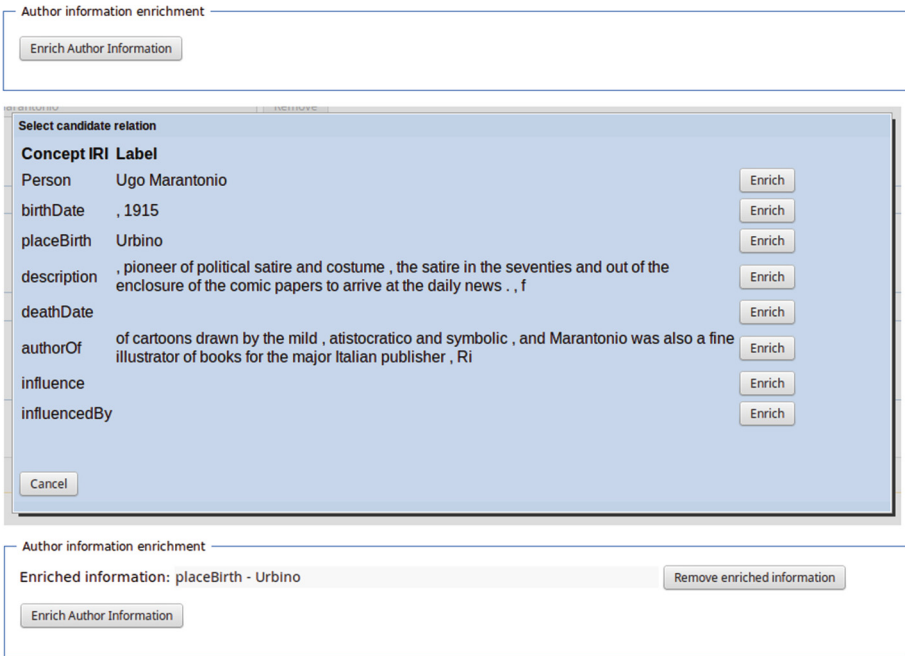 Author information enrichment
Enrich Author Information
Remove
Select candidate relation
Concept IRI Label
Person Ugo Marantonio Enrich
birthDate , 1915 Enrich
placeBirth Urbino Enrich
description , pioneer of political satire and costume , the satire in the seventies and out of the
enclosure of the comic papers to arrive at the daily news . , f Enrich
deathDate Enrich
authorOf of cartoons drawn by the mild , atistocratico and symbolic , and Marantonio was also a fine
illustrator of books for the major Italian publisher , Ri Enrich
influence Enrich
influencedBy Enrich
Cancel
Author information enrichment
Enriched information: placeBirth - Urbino Remove enriched information
Enrich Author Information